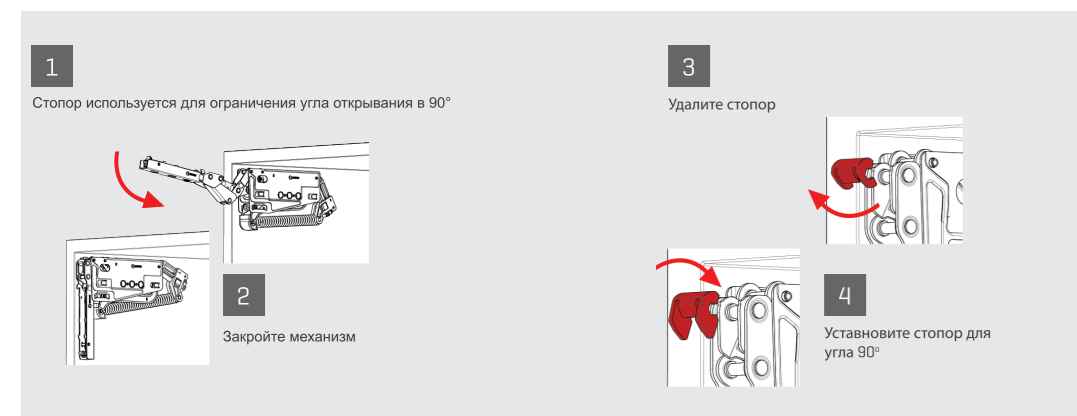 1
Стопор используется для ограничения угла открывания в 90°
2
Закройте механизм
3
Удалите стопор
4
Уставновите стопор для
угла 90°